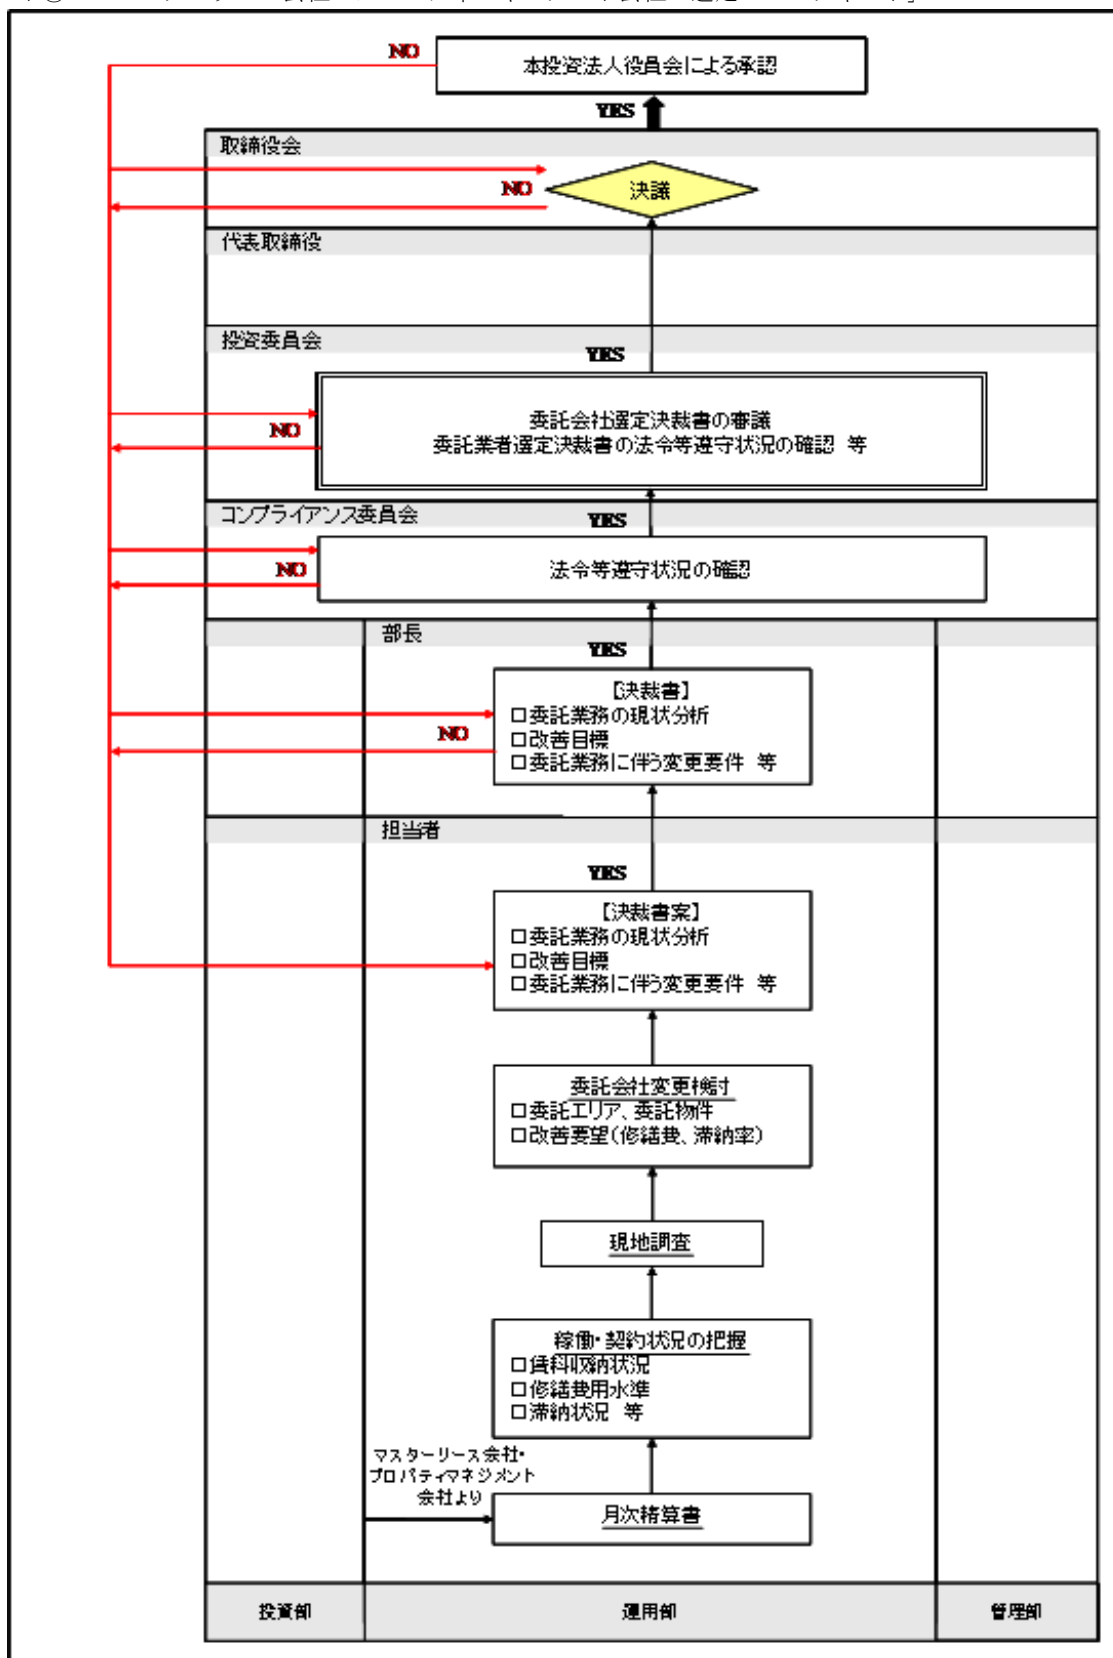 NO
本投資法人役員会による承認
YES
取締役会
NO
決議
代表取締役
投資委員会
YES
委託会社選定決裁書の審議
NO
委託業者選定決裁書の法令等遵守状況の確認 等
コンプライアンス委員会
YES
NO
法令等遵守状況の確認
部長
YES
【決裁書】
□委託業務の現状分析
NO
□改善目標
□委託業務に伴う変更要件 等
担当者
YES
【決裁書案】
□委託業務の現状分析
□改善目標
□委託業務に伴う変更要件 等
委託会社変更検討
□委託エリア、委託物件
□改善要望(修繕費、滞納率)
現地調査
稼働・契約状況の把握
□賃料収納状況
□修繕費用水準
□滞納状況 等
マスターリース会社・
プロパティマネジメント
会社より
月次精算書
投資部
運用部
管理部